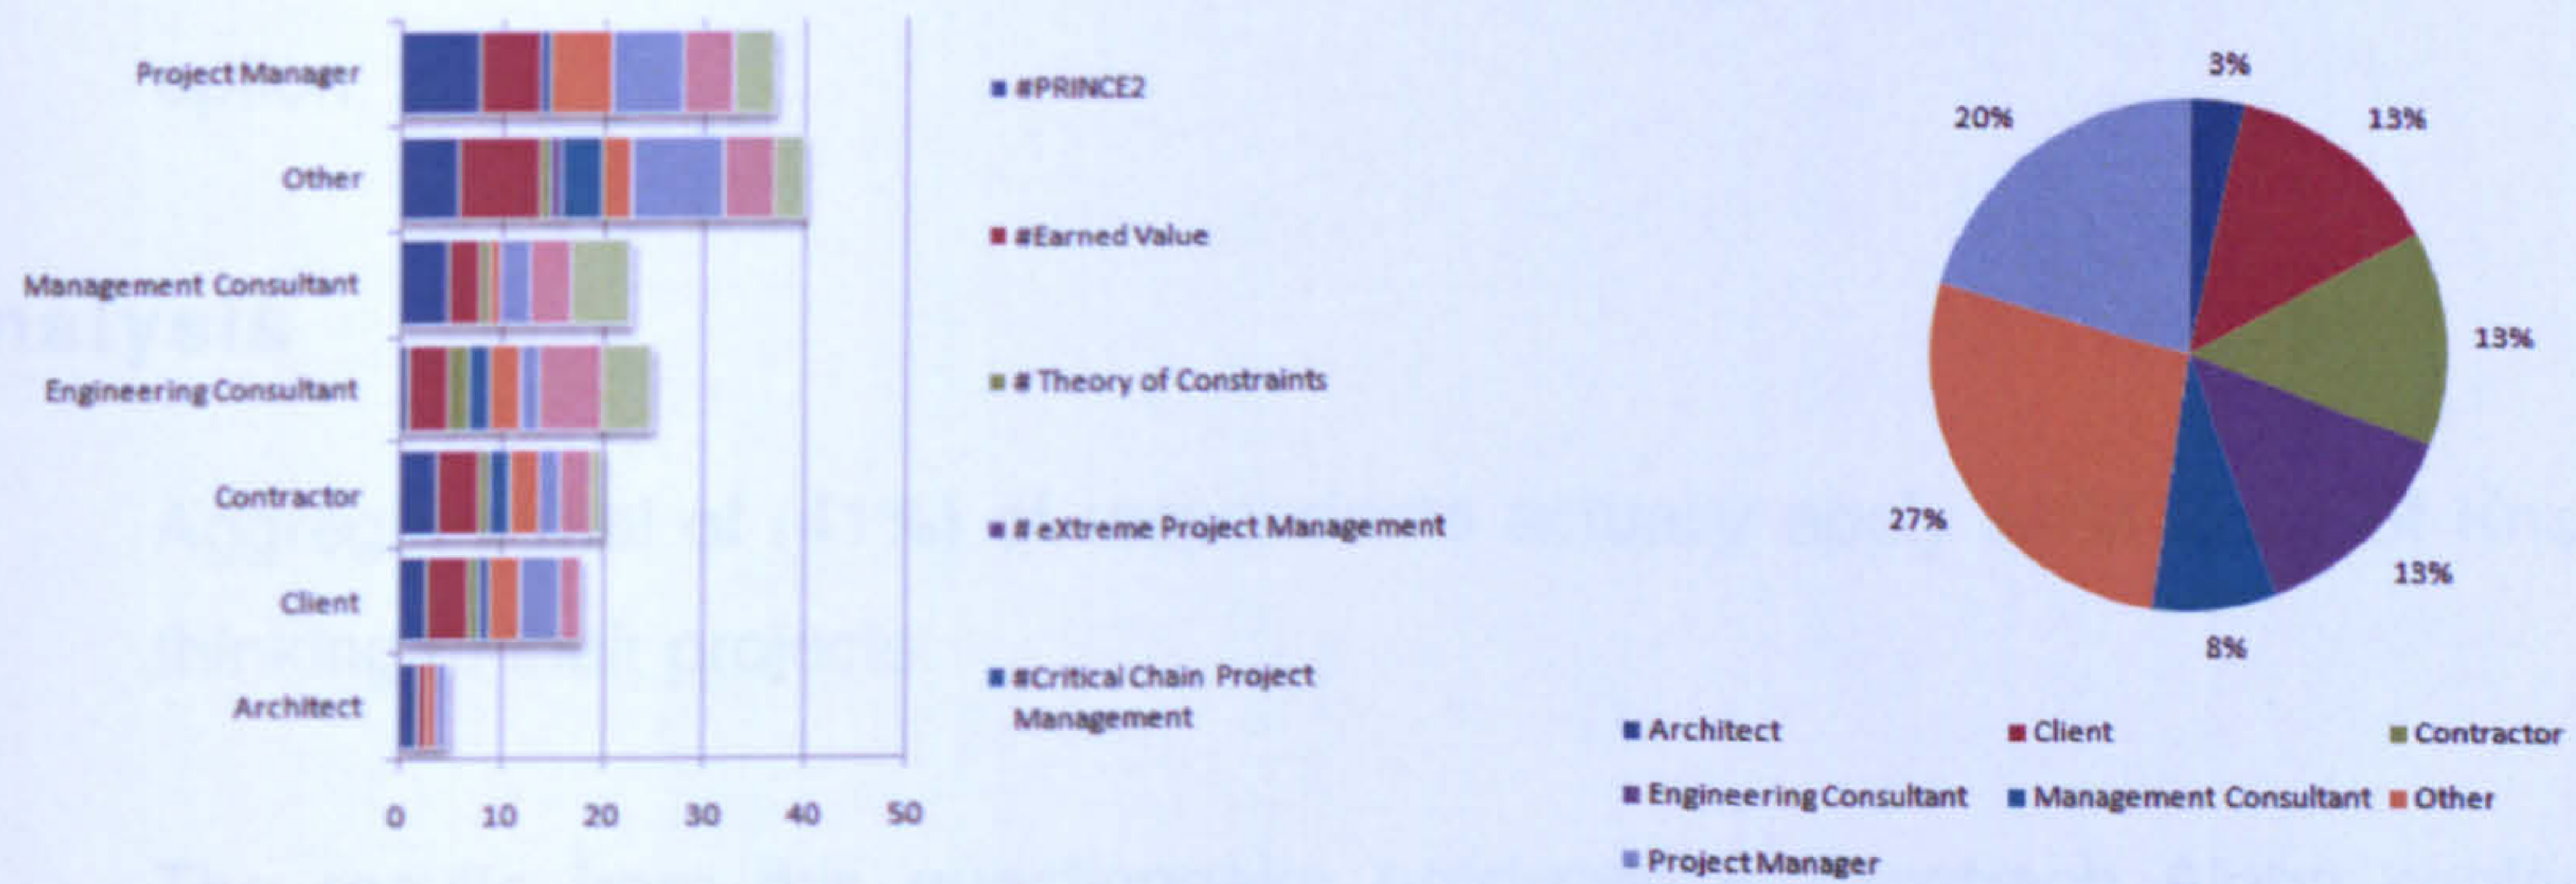 Project Manager
Other
Management Consultant
Engineering Consultant
Contractor
Client
Architect
0 10 20 30 40 50
#PRINCE2
#Earned Value
# Theory of Constraints
# eXtreme Project Management
#Critical Chain Project
Management
3%
13%
13%
13%
8%
27%
20%
Architect Client Contractor
Engineering Consultant Management Consultant Other
Project Manager